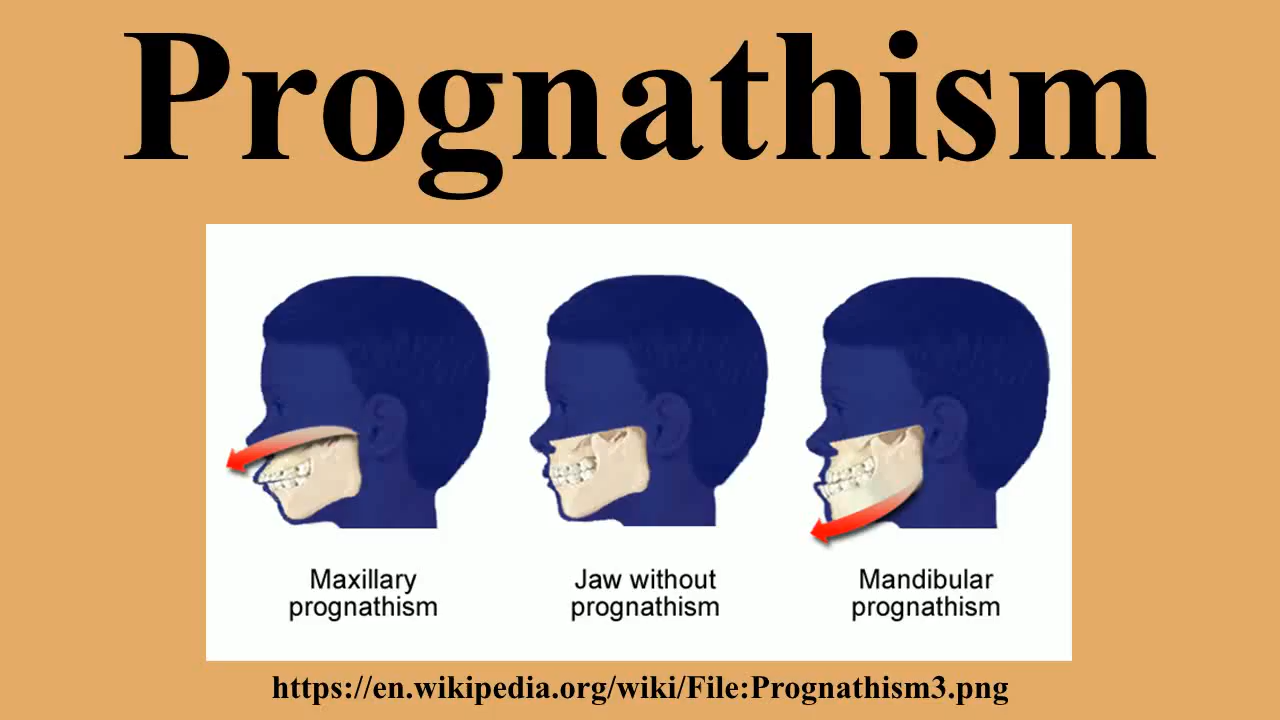 Prognathism
Maxillary
prognathism
Jaw without
prognathism
Mandibular
prognathism
https://en.wikipedia.org/wiki/File:Prognathism3.png